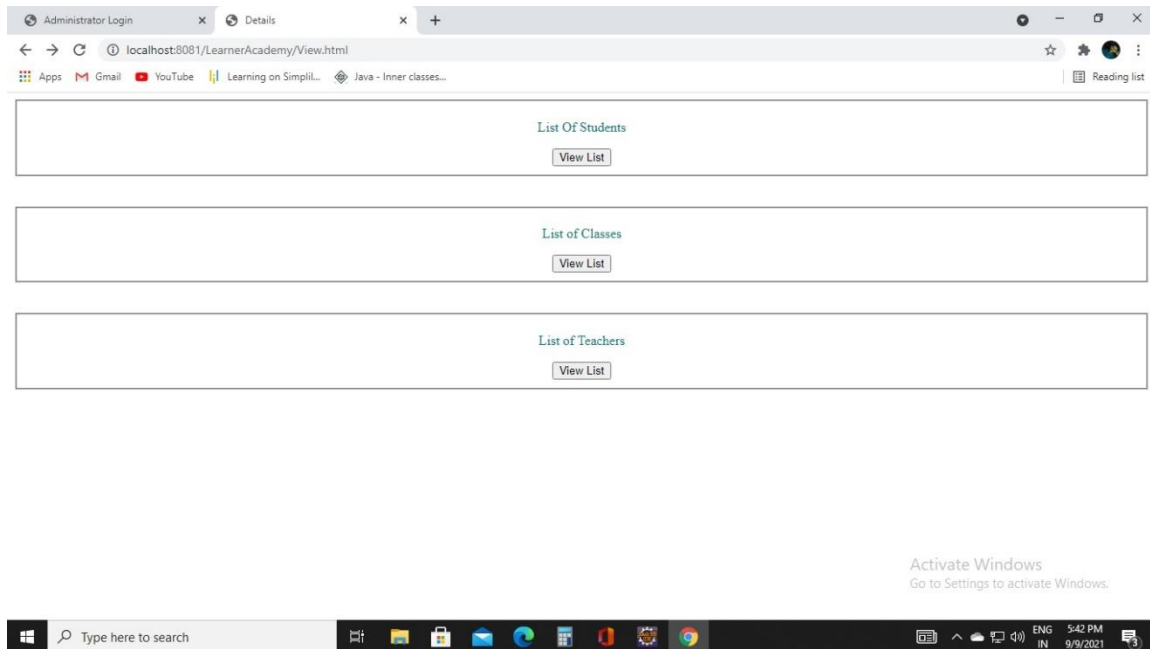 Administrator Login
Details
localhost:8081/LearnerAcademy/View.html
Apps
Gmail
YouTube
Learning on Simplil...
Java - Inner classes...
Reading list
List Of Students
View List
List of Classes
View List
List of Teachers
View List
Activate Windows
Go to Settings to activate Windows.
Type here to search
ENG
IN
5:42 PM
9/9/2021
3